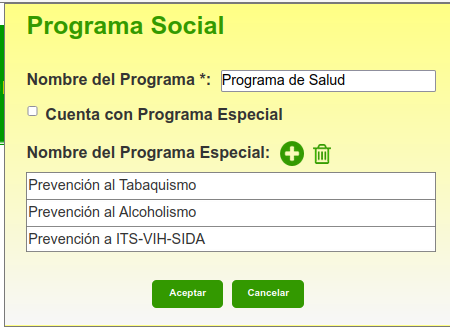 Programa Social
Nombre del Programa *: Programa de Salud
Cuenta con Programa Especial
Nombre del Programa Especial:
Prevención al Tabaquismo
Prevención al Alcoholismo
Prevención a ITS-VIH-SIDA
Aceptar Cancelar